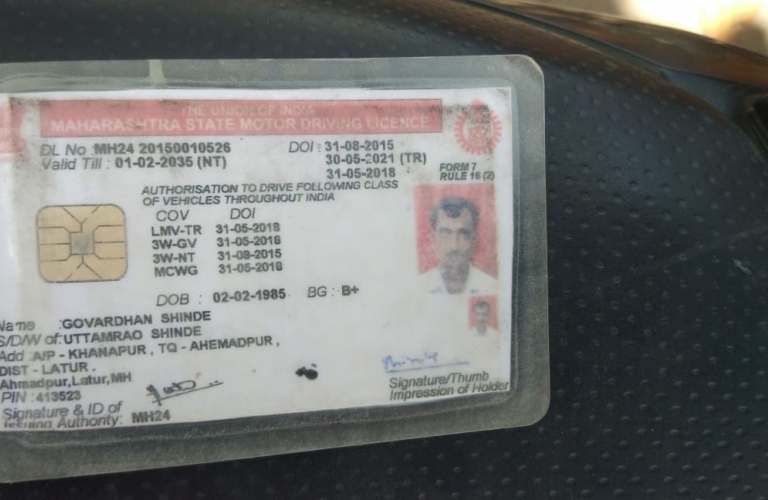 THE UNION OF INDIA
MAHARASHTRA STATE MOTOR DRIVING LICENCE
DL No :MH24 20150010526 DOI : 31-08-2015
Valid Till : 01-02-2035 (NT) 30-05-2021 (TR)
31-05-2018
FORM 7
RULE 16 (2)
AUTHORISATION TO DRIVE FOLLOWING CLASS
OF VEHICLES THROUGHOUT INDIA
COV DOI
LMV-TR 31-05-2018
3W-GV 31-05-2018
3W-NT 31-08-2015
MCWG 31-05-2018
DOB : 02-02-1985 BG : B+
Name :GOVARDHAN SHINDE
S/D/W of:UTTAMRAO SHINDE
Add :A/P - KHANAPUR , TQ - AHEMADPUR ,
DIST - LATUR .
Ahmadpur,Latur,MH
PIN :413523
Signature & ID of
Issuing Authority: MH24
Signature/Thumb
Impression of Holder